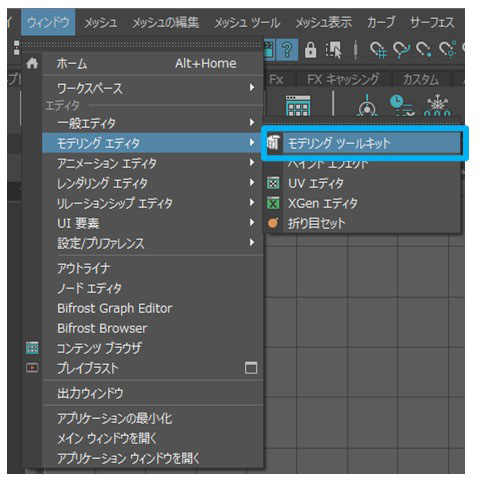 ウィンドウ メッシュ メッシュの編集 メッシュ ツール メッシュ表示 カーブ サーフェス
Fx FX キャッシング カスタム
ホーム Alt+Home
ワークスペース
エディタ
一般エディタ
モデリング エディタ
アニメーション エディタ
レンダリング エディタ
リレーションシップ エディタ
UI 要素
設定/プリファレンス
アウトライナ
ノード エディタ
Bifrost Graph Editor
Bifrost Browser
コンテンツ ブラウザ
プレイブラスト
出力ウィンドウ
アプリケーションの最小化
メイン ウィンドウを開く
アプリケーション ウィンドウを開く
モデリング ツールキット
ペイント エフェクト
UV エディタ
XGen エディタ
折り目セット